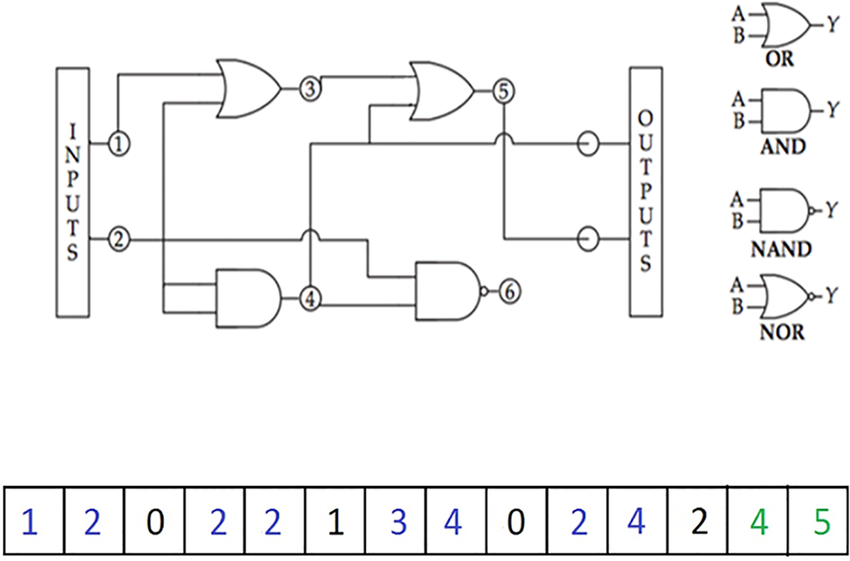 INPUTS
1
2
3
4
5
6
OUTPUTS
A
B
Y
OR
A
B
Y
AND
A
B
Y
NAND
A
B
Y
NOR
1 2 0 2 2 1 3 4 0 2 4 2 4 5